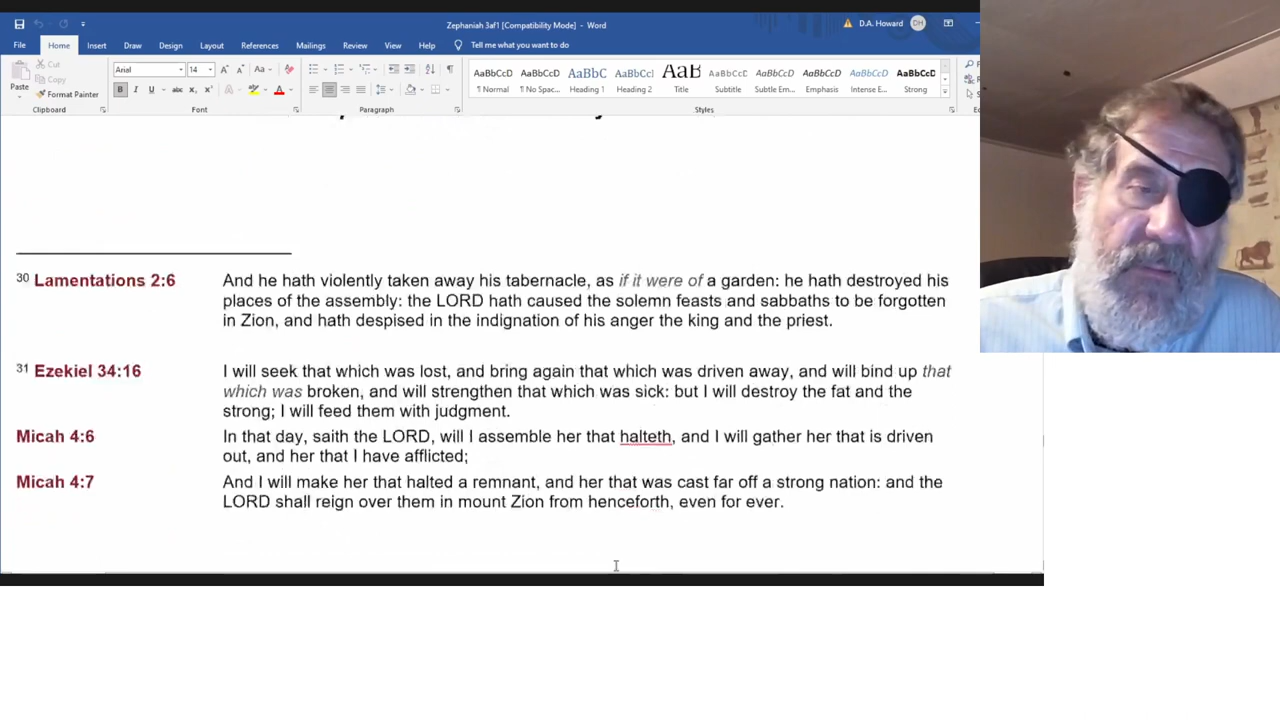 Zephaniah 3af1 [Compatibility Mode] - Word
D.A. Howard
DH
File Home Insert Draw Design Layout References Mailings Review View Help Tell me what you want to do
Paste
Cut
Copy
Format Painter
Arial 14
AaBbCcD AaBbCcD AaBbC AaBbCcD AaB AaBbCcD AaBbCcD AaBbCcD AaBbCcD AaBbCcD
¶ Normal ¶ No Spac... Heading 1 Heading 2 Title Subtitle Subtle Em... Emphasis Intense E... Strong
Clipboard Font Paragraph Styles
30 Lamentations 2:6 And he hath violently taken away his tabernacle, as if it were of a garden: he hath destroyed his
places of the assembly: the LORD hath caused the solemn feasts and sabbaths to be forgotten
in Zion, and hath despised in the indignation of his anger the king and the priest.
31 Ezekiel 34:16 I will seek that which was lost, and bring again that which was driven away, and will bind up that
which was broken, and will strengthen that which was sick: but I will destroy the fat and the
strong; I will feed them with judgment.
Micah 4:6 In that day, saith the LORD, will I assemble her that halteth, and I will gather her that is driven
out, and her that I have afflicted;
Micah 4:7 And I will make her that halted a remnant, and her that was cast far off a strong nation: and the
LORD shall reign over them in mount Zion from henceforth, even for ever.